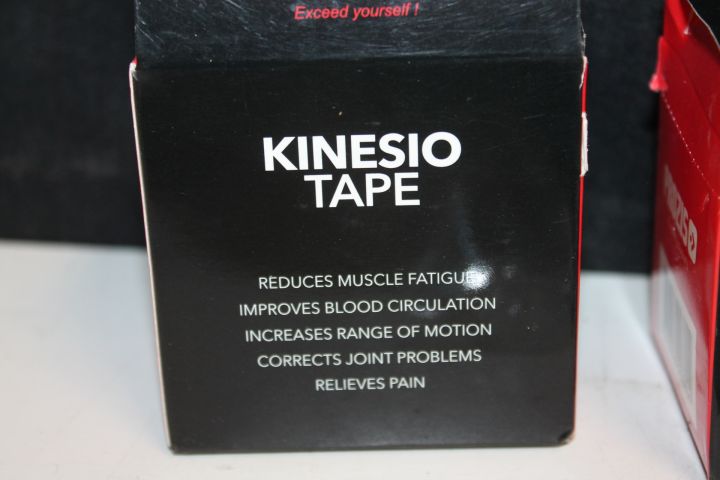 Exceed yourself !
KINESIO
TAPE
REDUCES MUSCLE FATIGUE
IMPROVES BLOOD CIRCULATION
INCREASES RANGE OF MOTION
CORRECTS JOINT PROBLEMS
RELIEVES PAIN